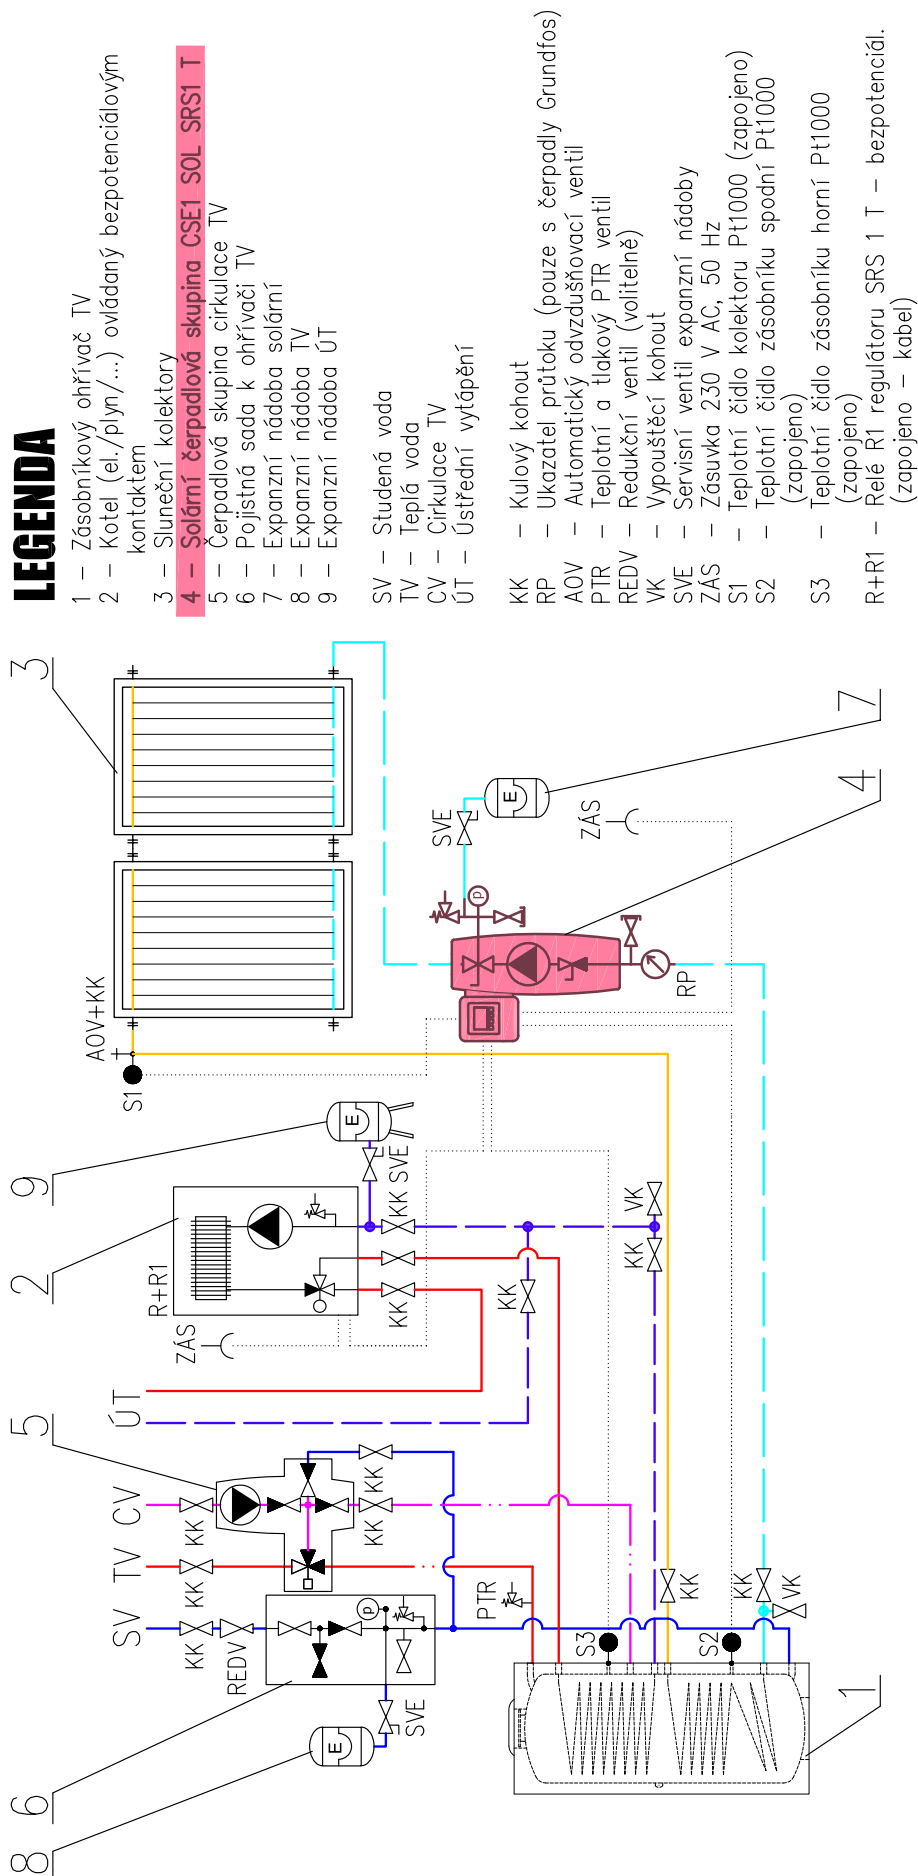 LEGENDA
1 – Zásobníkový ohřívač TV
2 – Kotel (el./plyn/...) ovládaný bezpotenciálovým
kontaktem
3 – Sluneční kolektory
4 – Solární čerpadlová skupina CSE1 SOL SRS1 T
5 – Čerpadlová skupina cirkulace TV
6 – Pojistná sada k ohřívači TV
7 – Expanzní nádoba solární
8 – Expanzní nádoba TV
9 – Expanzní nádoba ÚT
SV – Studená voda
TV – Teplá voda
CV – Cirkulace TV
ÚT – Ústřední vytápění
KK – Kulový kohout
RP – Ukazatel průtoku (pouze s čerpadly Grundfos)
AOV – Automatický odvzdušňovací ventil
PTR – Teplotní a tlakový PTR ventil
REDV – Redukční ventil (volitelně)
VK – Vypouštěcí kohout
SVE – Servisní ventil expanzní nádoby
ZÁS – Zásuvka 230 V AC, 50 Hz
S1 – Teplotní čidlo kolektoru Pt1000 (zapojeno)
S2 – Teplotní čidlo zásobníku spodní Pt1000
(zapojeno)
S3 – Teplotní čidlo zásobníku horní Pt1000
(zapojeno)
R+R1 – Relé R1 regulátoru SRS 1 T – bezpotenciál.
(zapojeno – kabel)
8
6
5
2
9
3
SV
TV
CV
ÚT
KK
KK
KK
REDV
ZÁS
R+R1
S1
AOV+KK
p
E
SVE
KK
KK
KK
KK
SVE
E
SVE
E
p
ZÁS
PTR
KK
S3
KK
VK
RP
S2
KK
KK
VK
1
4
7